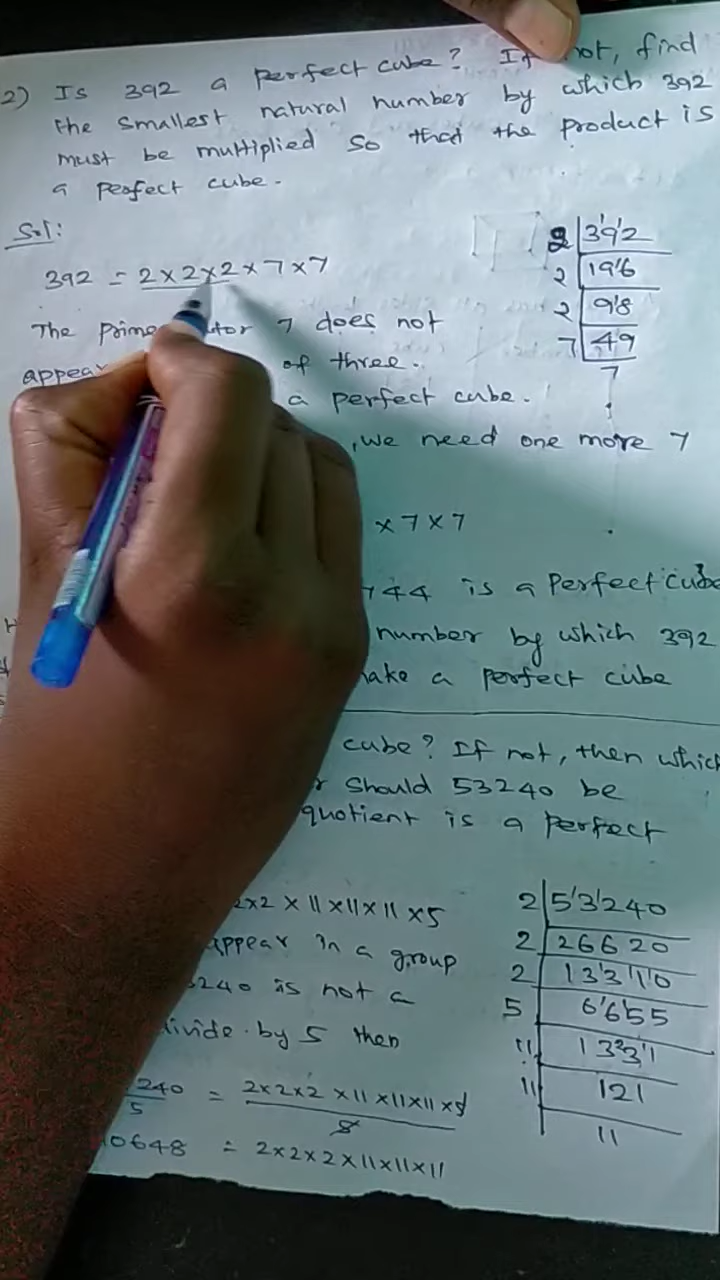 2) Is 392 a perfect cube? If not, find
the smallest natural number by which 392
must be multiplied so that the product is
a perfect cube.
Sol:
392 = 2×2×2×7×7
The prime 7 does not
of three.
a perfect cube.
, we need one more 7
×7×7
744 is a Perfect cube
number by which 392
a perfect cube
2 | 392
2 | 196
2 | 98
7 | 49
7
cube? If not, then which
should 53240 be
quotient is a perfect
×2×11×11×11×5
appear in a group
240 is not a
divide by 5 then
240/5 = 2×2×2×11×11×11×5/5
0648 = 2×2×2×11×11×11
2 | 53240
2 | 26620
2 | 13310
5 | 6655
11 | 1331
11 | 121
11